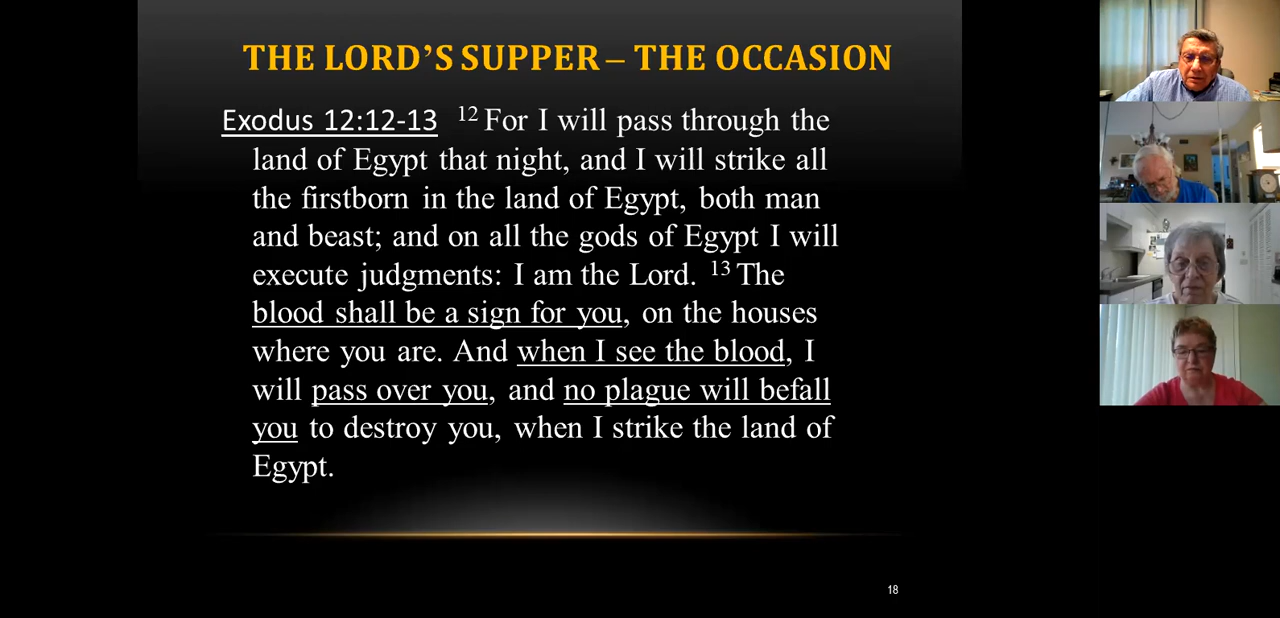 THE LORD’S SUPPER – THE OCCASION
Exodus 12:12-13 12 For I will pass through the
land of Egypt that night, and I will strike all
the firstborn in the land of Egypt, both man
and beast; and on all the gods of Egypt I will
execute judgments: I am the Lord. 13 The
blood shall be a sign for you, on the houses
where you are. And when I see the blood, I
will pass over you, and no plague will befall
you to destroy you, when I strike the land of
Egypt.
18